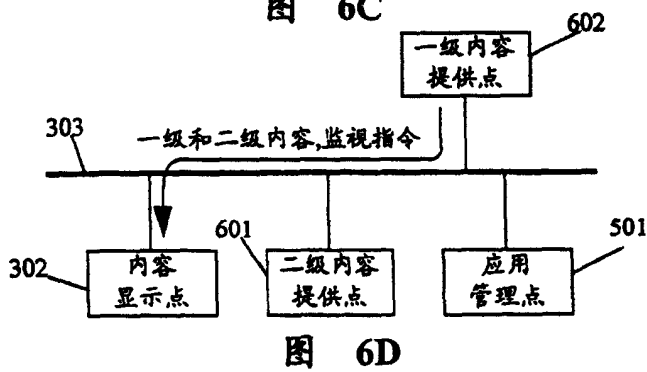 图 6C
一级内容
提供点
602
一级和二级内容,监视指令
303
302
内容
显示点
601
二级内容
提供点
501
应用
管理点
图 6D